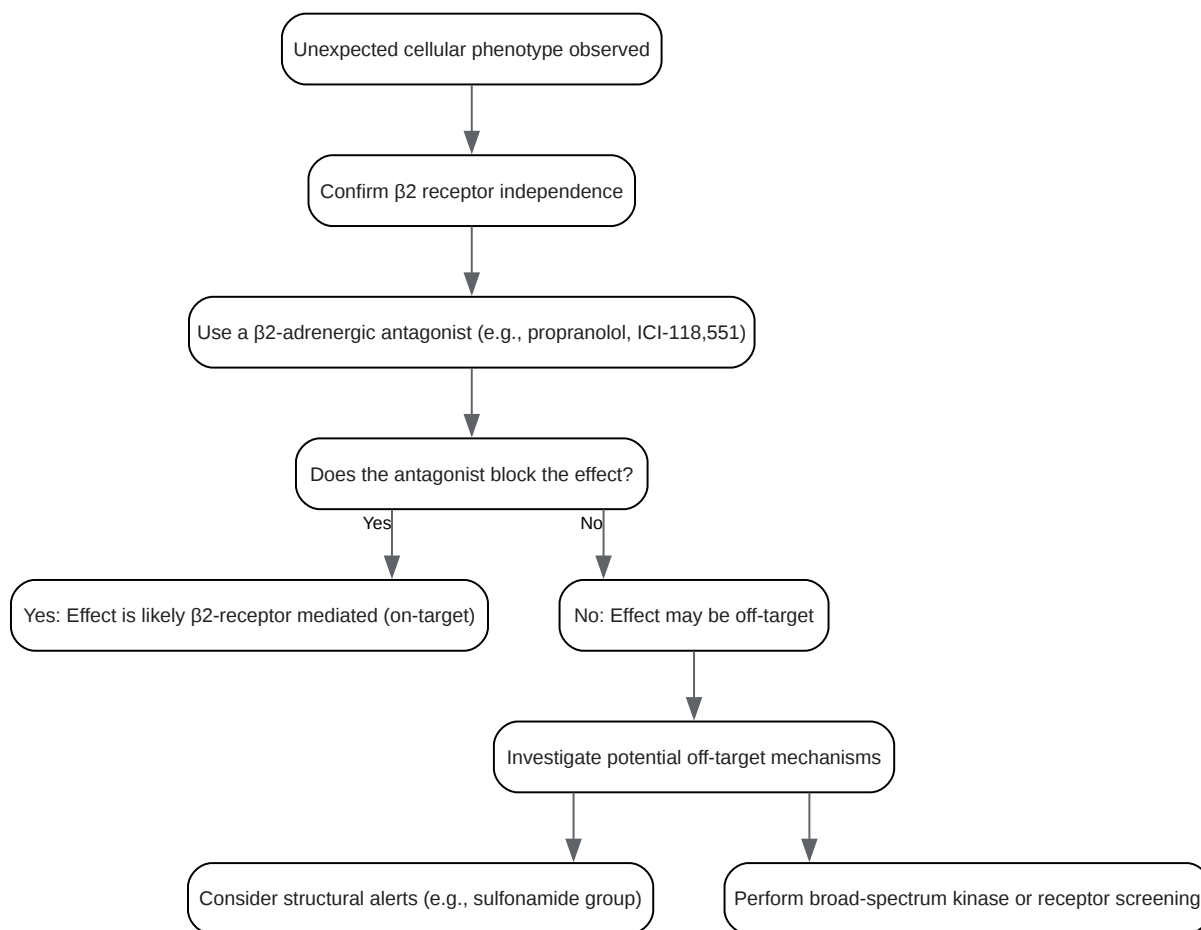 Unexpected cellular phenotype observed
Confirm β2 receptor independence
Use a β2-adrenergic antagonist (e.g., propranolol, ICI-118,551)
Does the antagonist block the effect?
Yes
No
Yes: Effect is likely β2-receptor mediated (on-target)
No: Effect may be off-target
Investigate potential off-target mechanisms
Consider structural alerts (e.g., sulfonamide group)
Perform broad-spectrum kinase or receptor screening